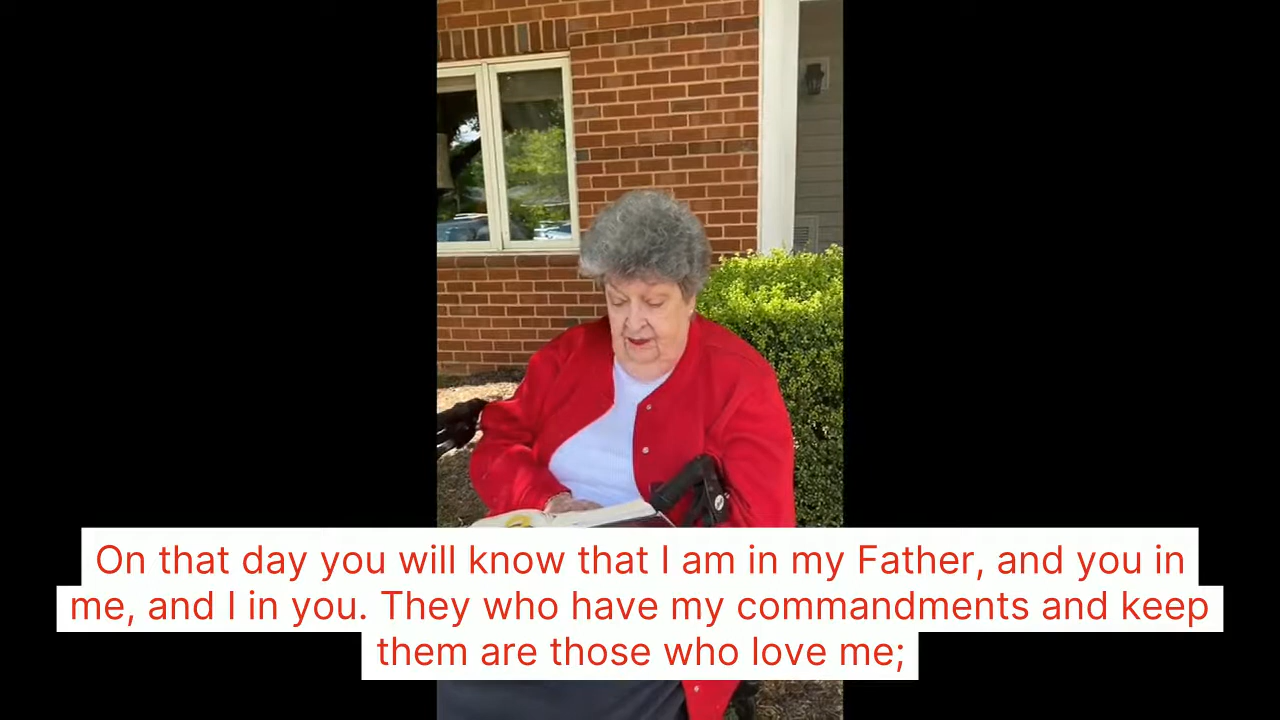 On that day you will know that I am in my Father, and you in
me, and I in you. They who have my commandments and keep
them are those who love me;